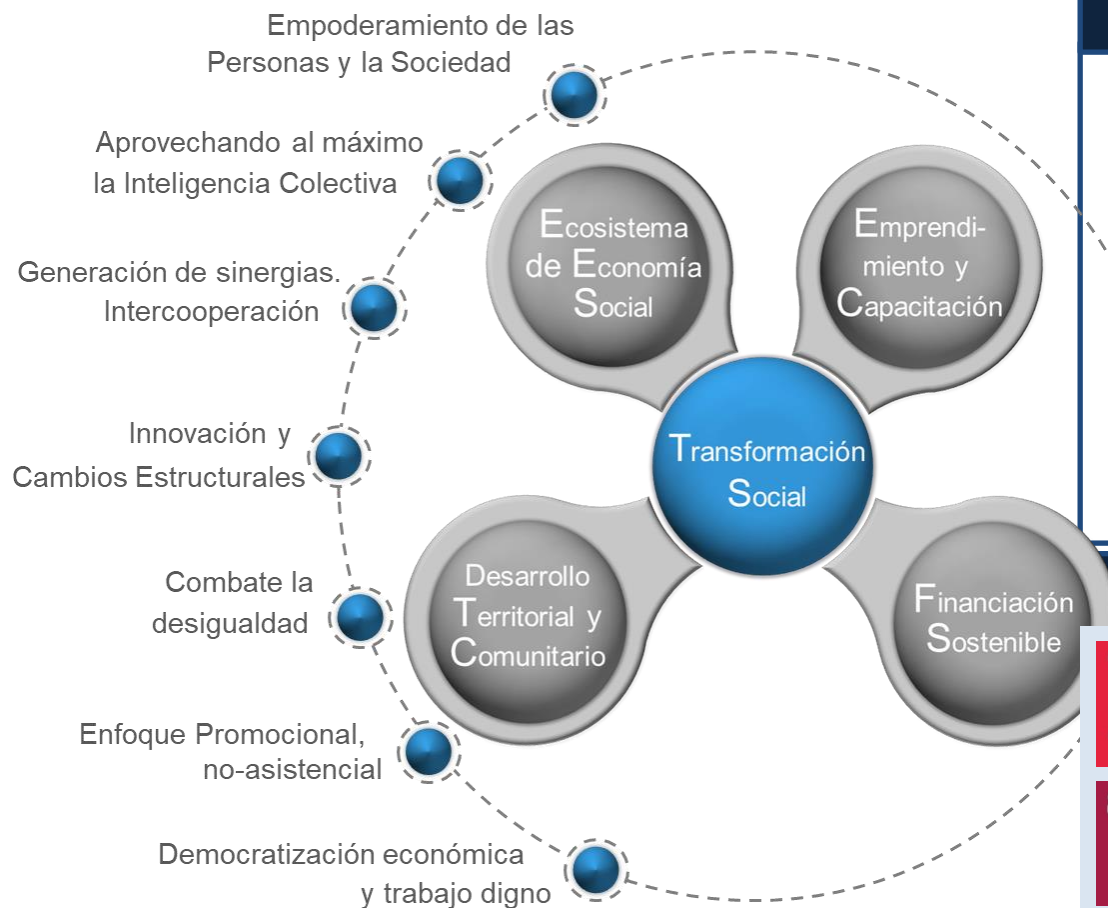 Empoderamiento de las
Personas y la Sociedad
Aprovechando al máximo
la Inteligencia Colectiva
Generación de sinergias.
Intercooperación
Innovación y
Cambios Estructurales
Combate la
desigualdad
Enfoque Promocional,
no-asistencial
Democratización económica
y trabajo digno
Ecosistema
de Economía
Social
Emprendi-
miento y
Capacitación
Transformación
Social
Desarrollo
Territorial y
Comunitario
Financiación
Sostenible